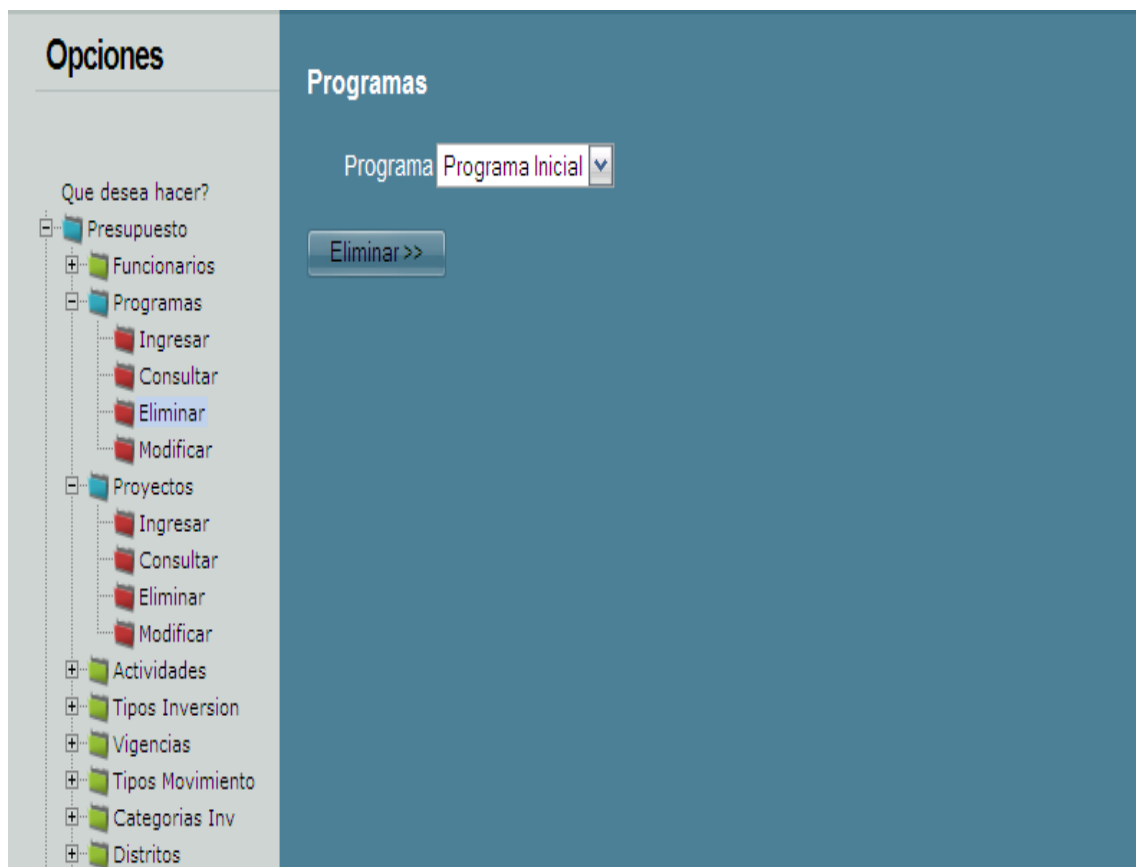 Opciones
Que desea hacer?
Presupuesto
Funcionarios
Programas
Ingresar
Consultar
Eliminar
Modificar
Proyectos
Ingresar
Consultar
Eliminar
Modificar
Actividades
Tipos Inversion
Vigencias
Tipos Movimiento
Categorias Inv
Distritos
Programas
Programa Programa Inicial
Eliminar >>